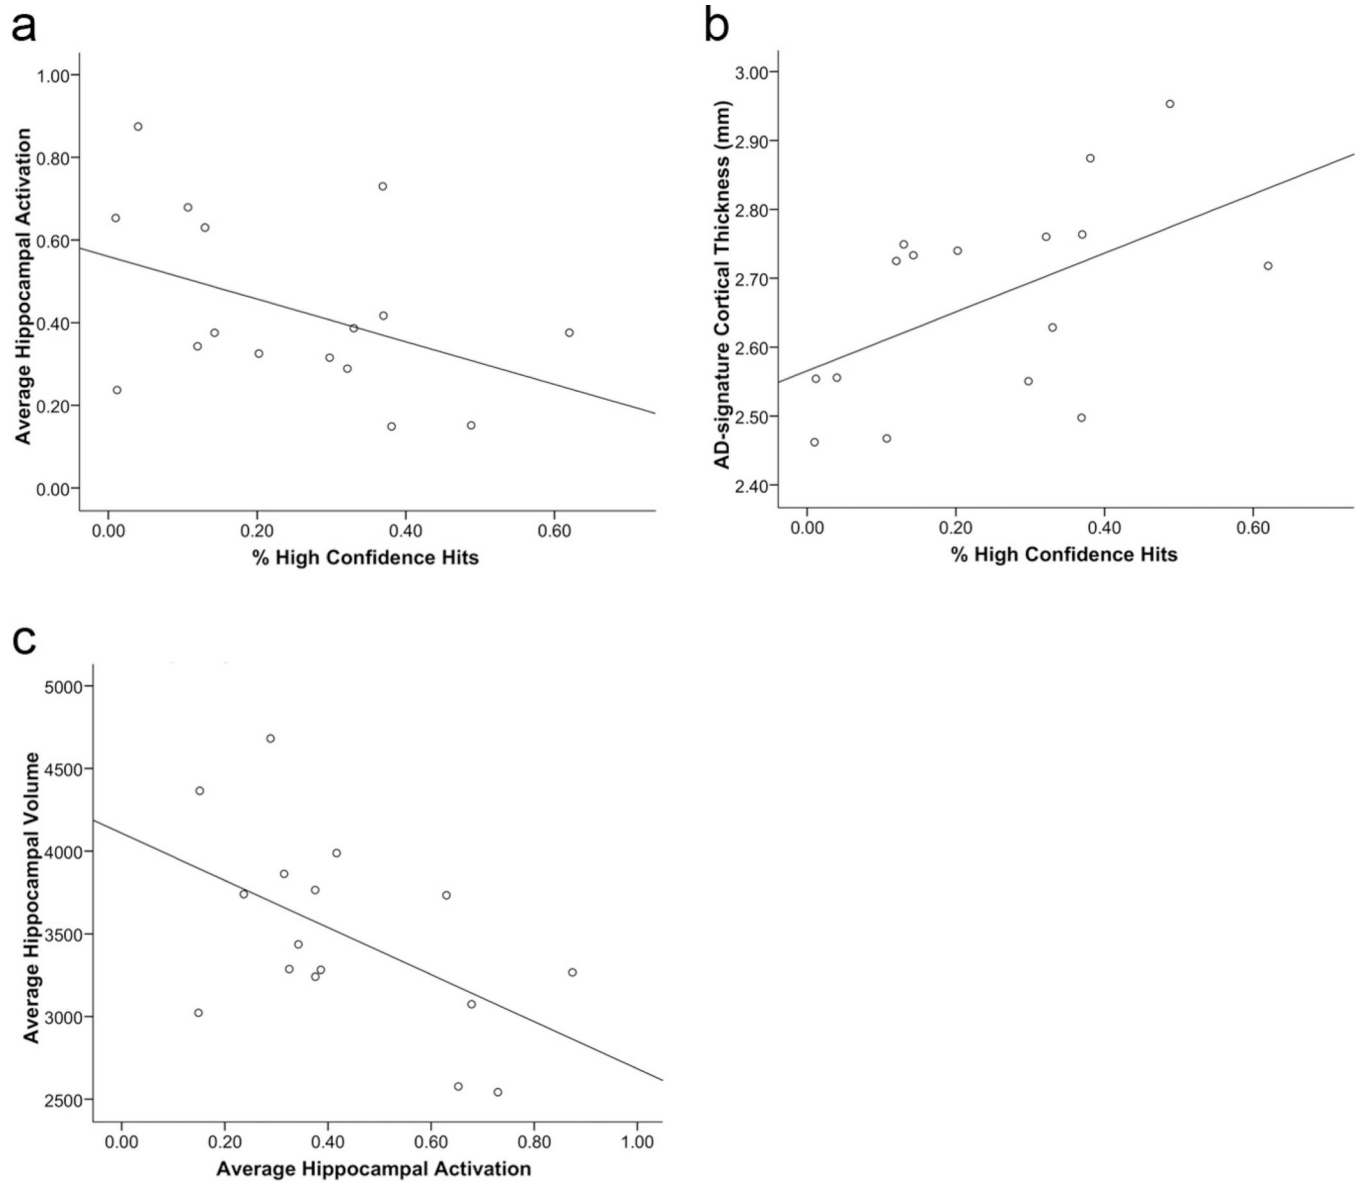 a
1.00
0.80
0.60
0.40
0.20
0.00
Average Hippocampal Activation
0.00 0.20 0.40 0.60
% High Confidence Hits
b
3.00
2.90
2.80
2.70
2.60
2.50
2.40
AD-signature Cortical Thickness (mm)
0.00 0.20 0.40 0.60
% High Confidence Hits
c
5000
4500
4000
3500
3000
2500
Average Hippocampal Volume
0.00 0.20 0.40 0.60 0.80 1.00
Average Hippocampal Activation